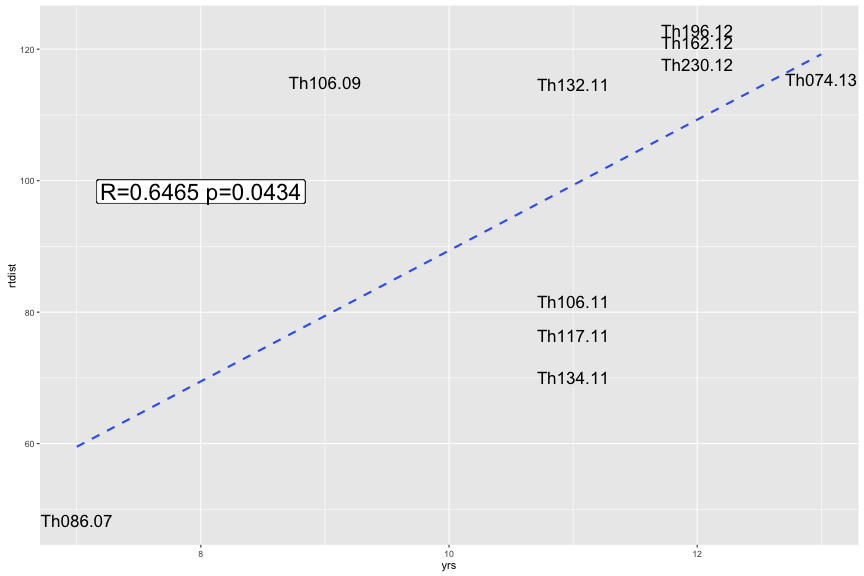 120
100
80
60
rtdist
Th196.12
Th162.12
Th230.12
Th074.13
Th106.09
Th132.11
R=0.6465 p=0.0434
Th106.11
Th117.11
Th134.11
Th086.07
8
10
12
yrs